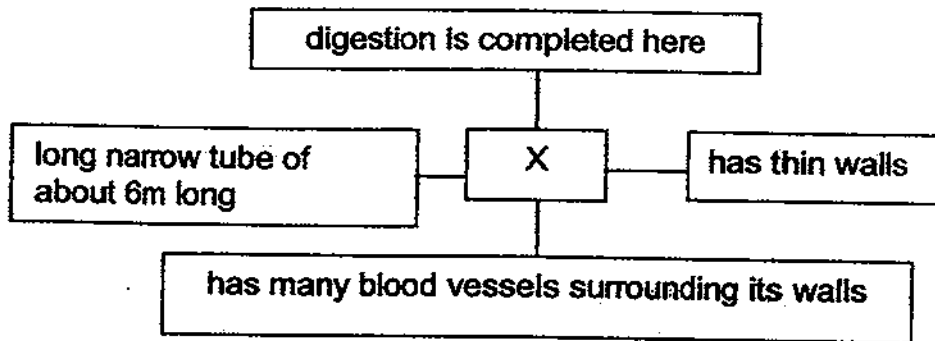 digestion is completed here
long narrow tube of
about 6m long
X
has thin walls
has many blood vessels surrounding its walls